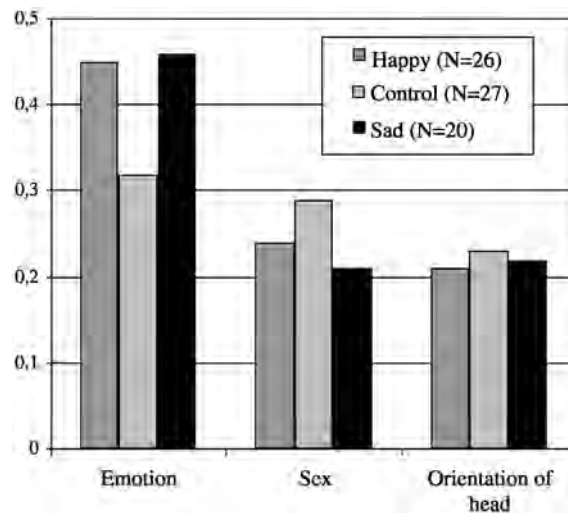 0,5
0,4
0,3
0,2
0,1
0
Happy (N=26)
Control (N=27)
Sad (N=20)
Emotion
Sex
Orientation of
head